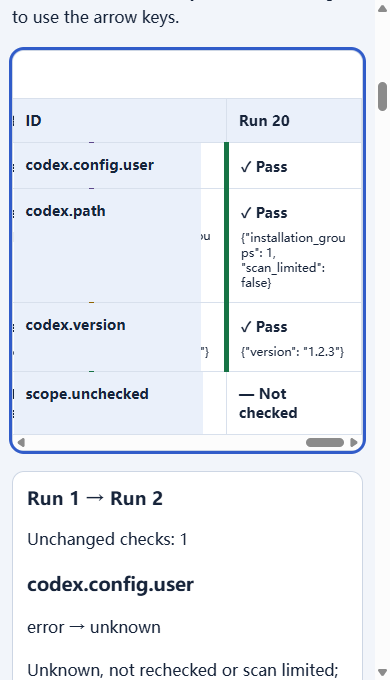 to use the arrow keys.
ID Run 20
codex.config.user ✓ Pass
codex.path ✓ Pass
{"installation_grou
ps": 1,
"scan_limited":
false}
codex.version ✓ Pass
"} {"version": "1.2.3"}
scope.unchecked — Not
checked
Run 1 → Run 2
Unchanged checks: 1
codex.config.user
error → unknown
Unknown, not rechecked or scan limited;